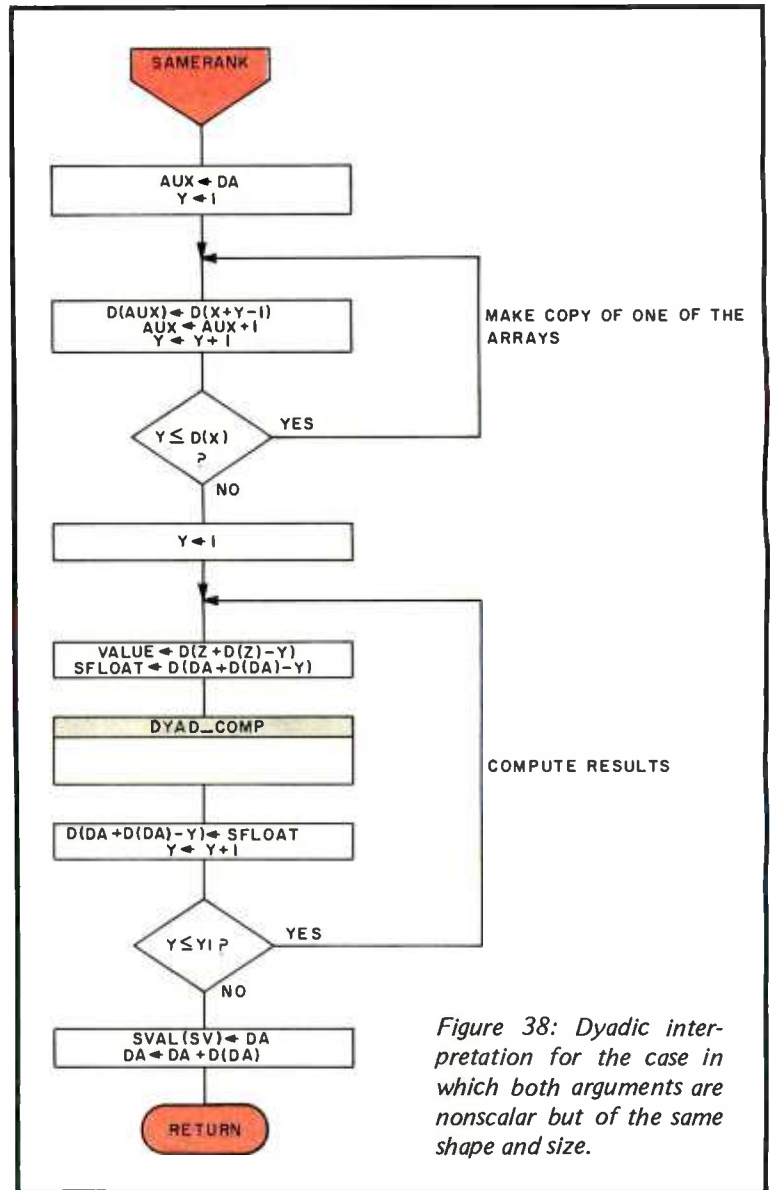 SAMERANK
AUX ← DA
Y ← 1
D(AUX) ← D(X+Y-1)
AUX ← AUX+1
Y ← Y+1
MAKE COPY OF ONE OF THE
ARRAYS
Y ≤ D(X)
?
YES
NO
Y ← 1
VALUE ← D(Z+D(Z)-Y)
SFLOAT ← D(DA+D(DA)-Y)
DYAD_COMP
COMPUTE RESULTS
D(DA+D(DA)-Y) ← SFLOAT
Y ← Y+1
Y ≤ Y1 ?
YES
NO
SVAL(SV) ← DA
DA ← DA+D(DA)
RETURN
Figure 38: Dyadic inter-
pretation for the case in
which both arguments are
nonscalar but of the same
shape and size.